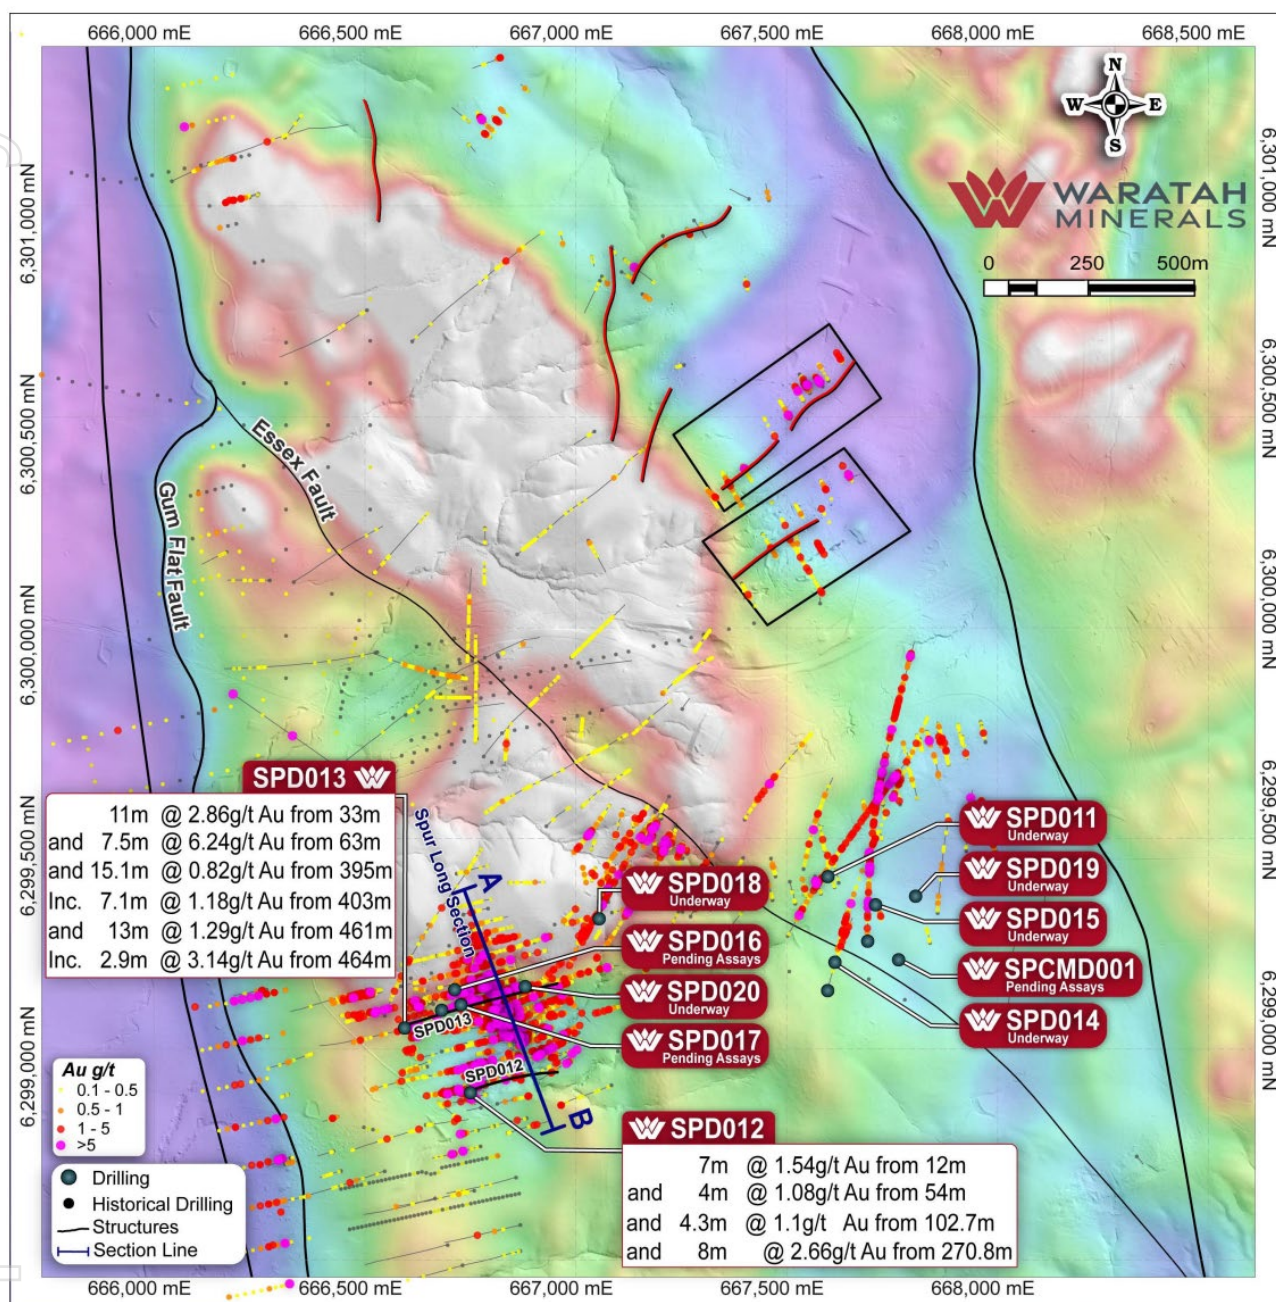 666,000 mE 666,500 mE 667,000 mE 667,500 mE 668,000 mE 668,500 mE
N
W E
S
WARATAH
MINERALS
0 250 500m
6,301,000 mN
6,300,500 mN
6,300,000 mN
6,299,500 mN
6,299,000 mN
6,301,000 mN
6,300,500 mN
6,300,000 mN
6,299,500 mN
6,299,000 mN
Essex Fault
Gum Flat Fault
SPD013
11m @ 2.86g/t Au from 33m
and 7.5m @ 6.24g/t Au from 63m
and 15.1m @ 0.82g/t Au from 395m
Inc. 7.1m @ 1.18g/t Au from 403m
and 13m @ 1.29g/t Au from 461m
Inc. 2.9m @ 3.14g/t Au from 464m
Spur Long Section
A
B
SPD018
Underway
SPD016
Pending Assays
SPD020
Underway
SPD017
Pending Assays
SPD011
Underway
SPD019
Underway
SPD015
Underway
SPCMD001
Pending Assays
SPD014
Underway
SPD013
SPD012
SPD012
7m @ 1.54g/t Au from 12m
and 4m @ 1.08g/t Au from 54m
and 4.3m @ 1.1g/t Au from 102.7m
and 8m @ 2.66g/t Au from 270.8m
Au g/t
0.1 - 0.5
0.5 - 1
1 - 5
>5
Drilling
Historical Drilling
Structures
Section Line
666,000 mE 666,500 mE 667,000 mE 667,500 mE 668,000 mE